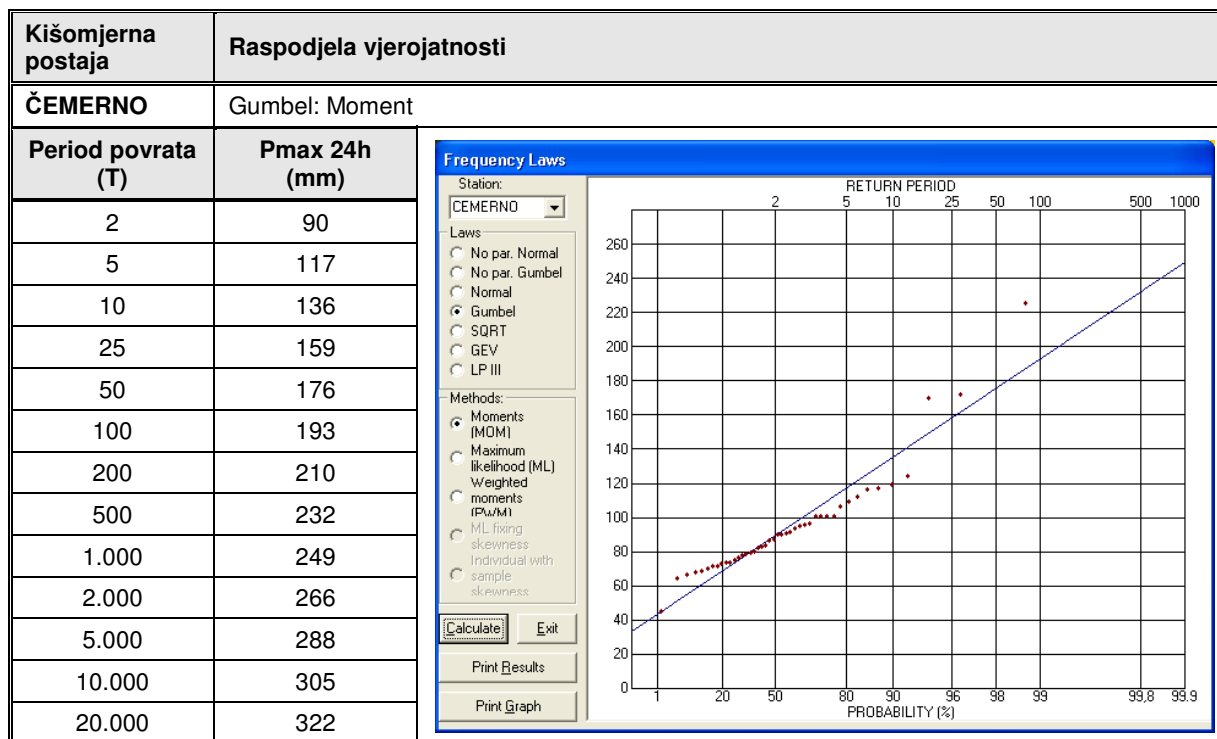 Kišomjerna postaja
Raspodjela vjerojatnosti
ČEMERNO
Gumbel: Moment
Period povrata (T)
Pmax 24h (mm)
2 90
5 117
10 136
25 159
50 176
100 193
200 210
500 232
1.000 249
2.000 266
5.000 288
10.000 305
20.000 322
Frequency Laws
Station:
CEMERNO
Laws
No par. Normal
No par. Gumbel
Normal
Gumbel
SQRT
GEV
LP III
Methods:
Moments (MOM)
Maximum likelihood (ML)
Weighted moments (PWM)
ML fixing skewness
Individual with sample skewness
Calculate Exit
Print Results
Print Graph
RETURN PERIOD
2 5 10 25 50 100 500 1000
260
240
220
200
180
160
140
120
100
80
60
40
20
0
1 20 50 80 90 96 98 99 99,8 99.9
PROBABILITY (%)